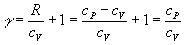 γ = R/c_V + 1 = (c_P − c_V)/c_V + 1 = c_P/c_V